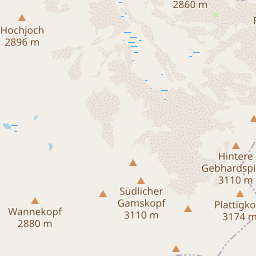 2860 m
Hochjoch
2896 m
Hintere
Gebhardspi
3110 m
Südlicher
Gamskopf
3110 m
Plattigko
3174 m
Wannekopf
2880 m